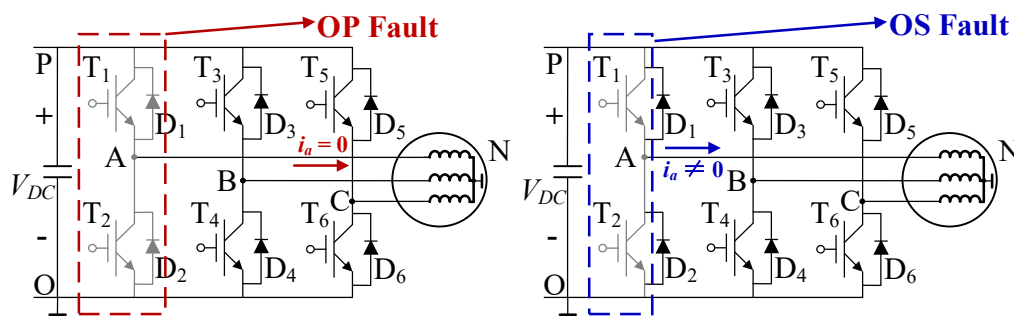 OP Fault
P
T1
T3
T5
+
D1
D3
D5
A
ia = 0
N
VDC
B
C
T2
T4
T6
-
D2
D4
D6
O
OS Fault
P
T1
T3
T5
+
D1
D3
D5
A
ia ≠ 0
N
VDC
B
C
T2
T4
T6
-
D2
D4
D6
O